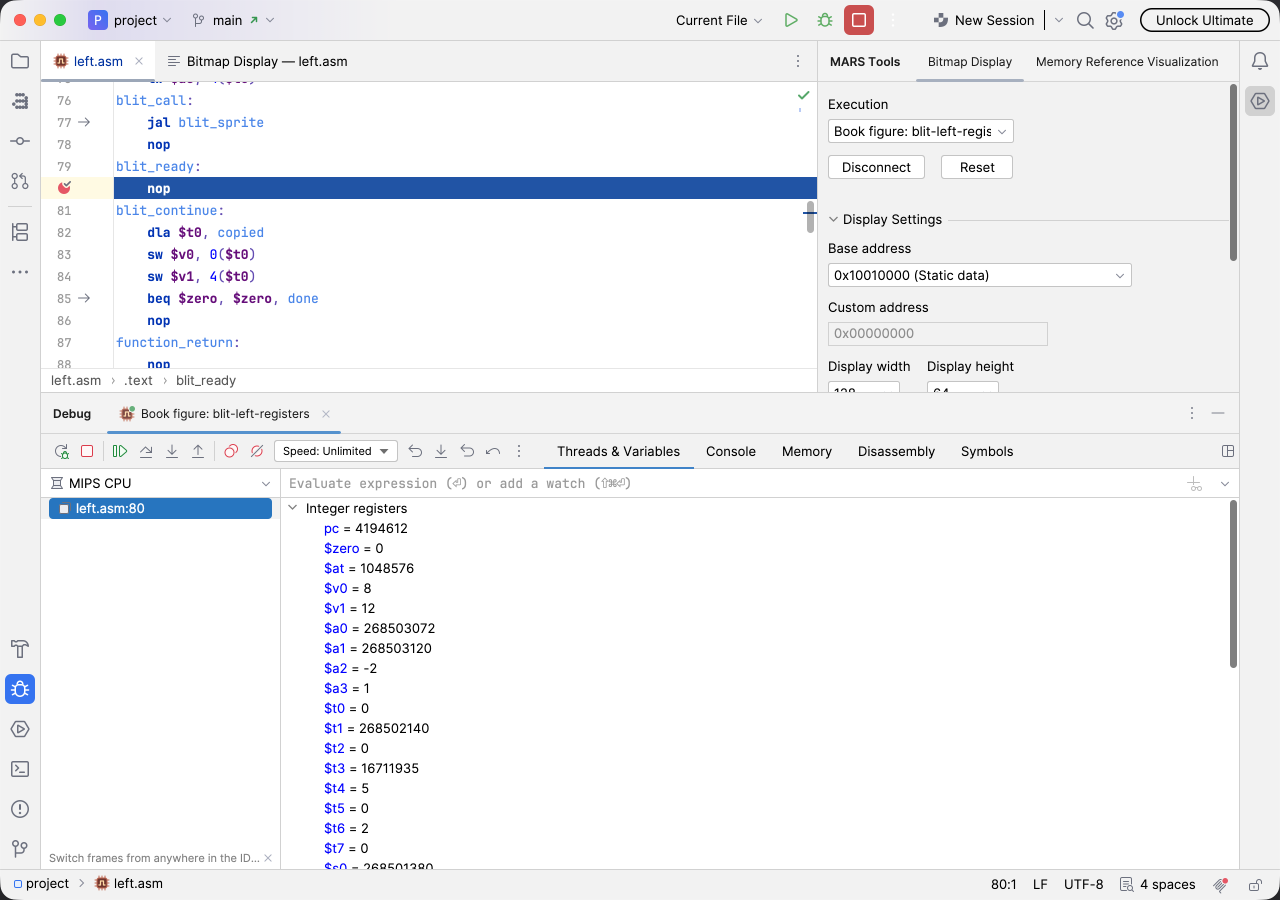 P project main Current File New Session Unlock Ultimate
left.asm Bitmap Display — left.asm
76 blit_call:
77 jal blit_sprite
78 nop
79 blit_ready:
nop
81 blit_continue:
82 dla $t0, copied
83 sw $v0, 0($t0)
84 sw $v1, 4($t0)
85 beq $zero, $zero, done
86 nop
87 function_return:
88 nop
left.asm › .text › blit_ready
MARS Tools Bitmap Display Memory Reference Visualization
Execution
Book figure: blit-left-regis
Disconnect Reset
Display Settings
Base address
0x10010000 (Static data)
Custom address
0x00000000
Display width Display height
128 64
Debug Book figure: blit-left-registers
Speed: Unlimited Threads & Variables Console Memory Disassembly Symbols
MIPS CPU
left.asm:80
Switch frames from anywhere in the ID...
Evaluate expression (⏎) or add a watch (⇧⌘⏎)
Integer registers
pc = 4194612
$zero = 0
$at = 1048576
$v0 = 8
$v1 = 12
$a0 = 268503072
$a1 = 268503120
$a2 = -2
$a3 = 1
$t0 = 0
$t1 = 268502140
$t2 = 0
$t3 = 16711935
$t4 = 5
$t5 = 0
$t6 = 2
$t7 = 0
$s0 = 268501380
project › left.asm 80:1 LF UTF-8 4 spaces